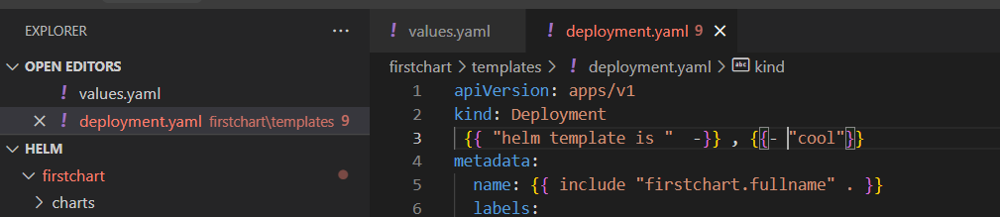 EXPLORER
...
OPEN EDITORS
! values.yaml
× ! deployment.yaml firstchart\templates 9
HELM
firstchart
> charts
! values.yaml
! deployment.yaml 9 ×
firstchart > templates > ! deployment.yaml > abc kind
1 apiVersion: apps/v1
2 kind: Deployment
3 {{ "helm template is "  -}} , {{- "cool"}}
4 metadata:
5 name: {{ include "firstchart.fullname" . }}
6 labels: